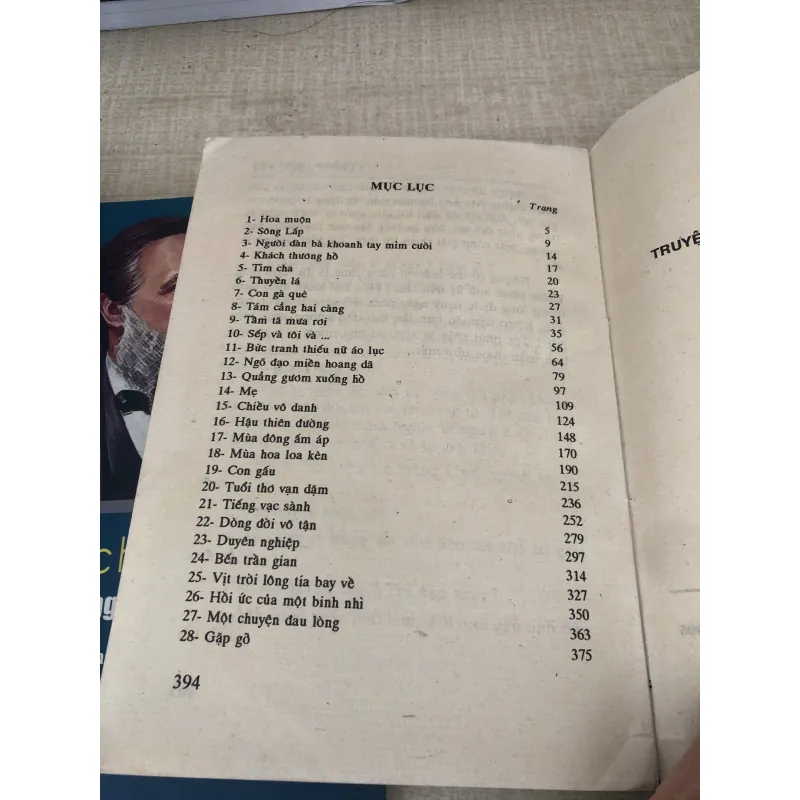 MỤC LỤC
Trang
1- Hoa muộn 5
2- Sông Lấp 9
3- Người đàn bà khoanh tay mỉm cười 14
4- Khách thương hồ 17
5- Tìm cha 20
6- Thuyền lá 23
7- Con gà què 27
8- Tám cẳng hai càng 31
9- Tầm tã mưa rơi 35
10- Sếp và tôi và ... 56
11- Bức tranh thiếu nữ áo lục 64
12- Ngõ đạo miền hoang dã 79
13- Quẳng gươm xuống hồ 97
14- Mẹ 109
15- Chiều vô danh 124
16- Hậu thiên đường 148
17- Mùa đông ấm áp 170
18- Mùa hoa loa kèn 190
19- Con gấu 215
20- Tuổi thơ vạn dặm 236
21- Tiếng vạc sành 252
22- Dòng đời vô tận 279
23- Duyên nghiệp 297
24- Bến trần gian 314
25- Vịt trời lông tía bay về 327
26- Hồi ức của một binh nhì 350
27- Một chuyện đau lòng 363
28- Gặp gỡ 375
394
TRUYỆ